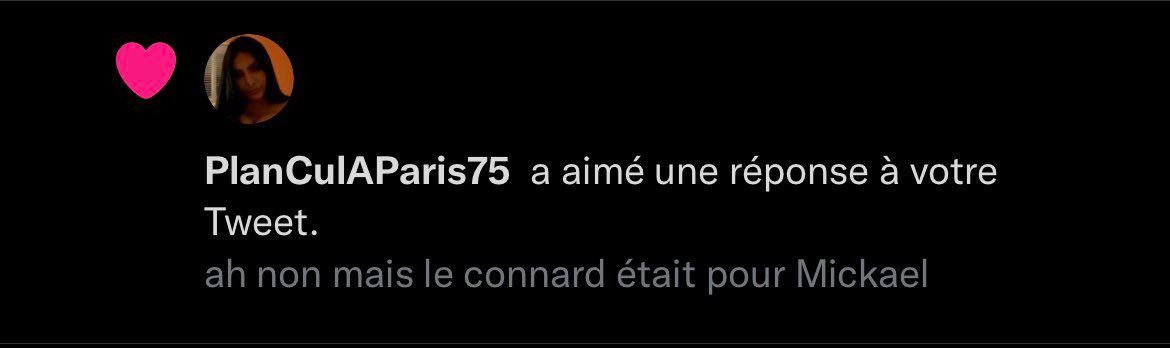 PlanCulAParis75 a aimé une réponse à votre
Tweet.
ah non mais le connard était pour Mickael